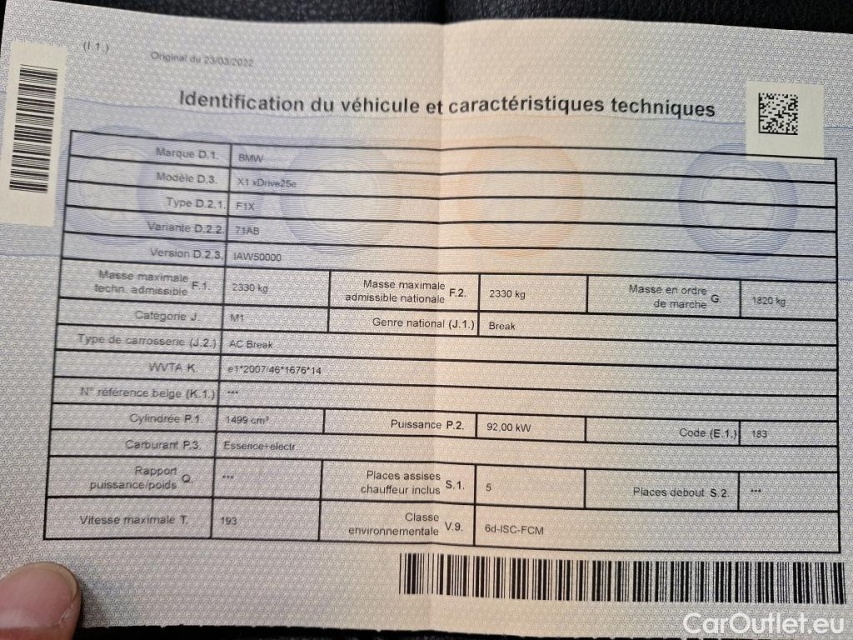 (I 1.)
Original du 23/03/2022
Identification du véhicule et caractéristiques techniques
Marque D.1. BMW
Modèle D.3. X1 xDrive25e
Type D.2.1. F1X
Variante D.2.2. 71AB
Version D.2.3. IAW50000
Masse maximale techn. admissible F.1. 2330 kg Masse maximale admissible nationale F.2. 2330 kg Masse en ordre de marche G. 1820 kg
Catégorie J. M1 Genre national (J.1.) Break
Type de carrosserie (J.2.) AC Break
WVTA K. e1*2007/46*1676*14
N° référence belge (K.1.) ***
Cylindrée P.1. 1499 cm³ Puissance P.2. 92,00 kW Code (E.1.) 183
Carburant P.3. Essence+electr.
Rapport puissance/poids Q. *** Places assises chauffeur inclus S.1. 5 Places debout S.2. ***
Vitesse maximale T. 193 Classe environnementale V.9. 6d-ISC-FCM
CarOutlet.eu